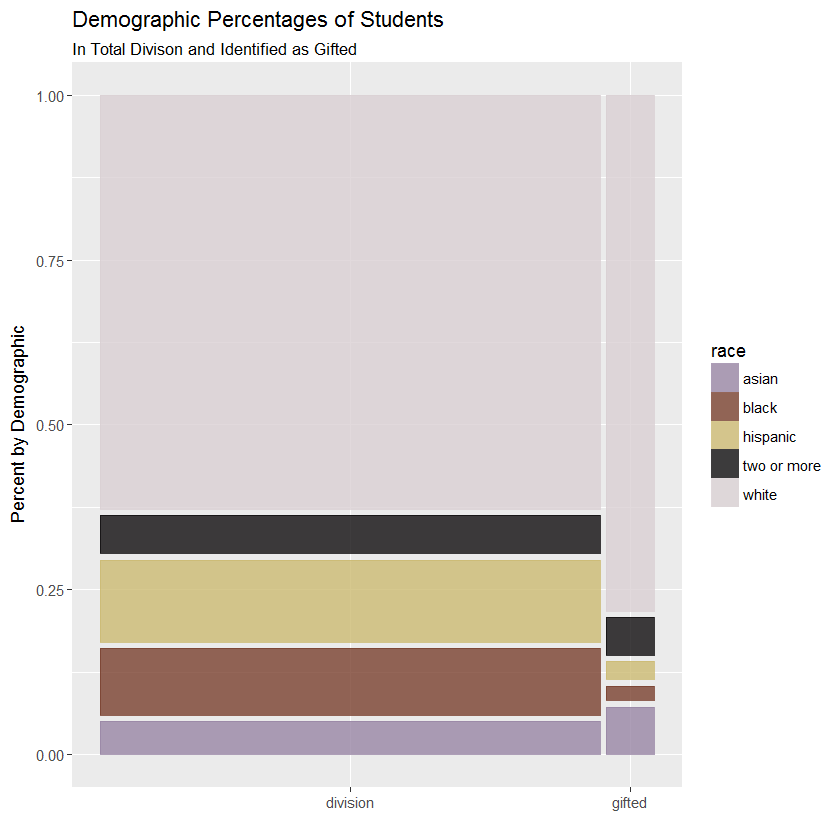 Demographic Percentages of Students
In Total Divison and Identified as Gifted
Percent by Demographic
1.00
0.75
0.50
0.25
0.00
division
gifted
race
asian
black
hispanic
two or more
white